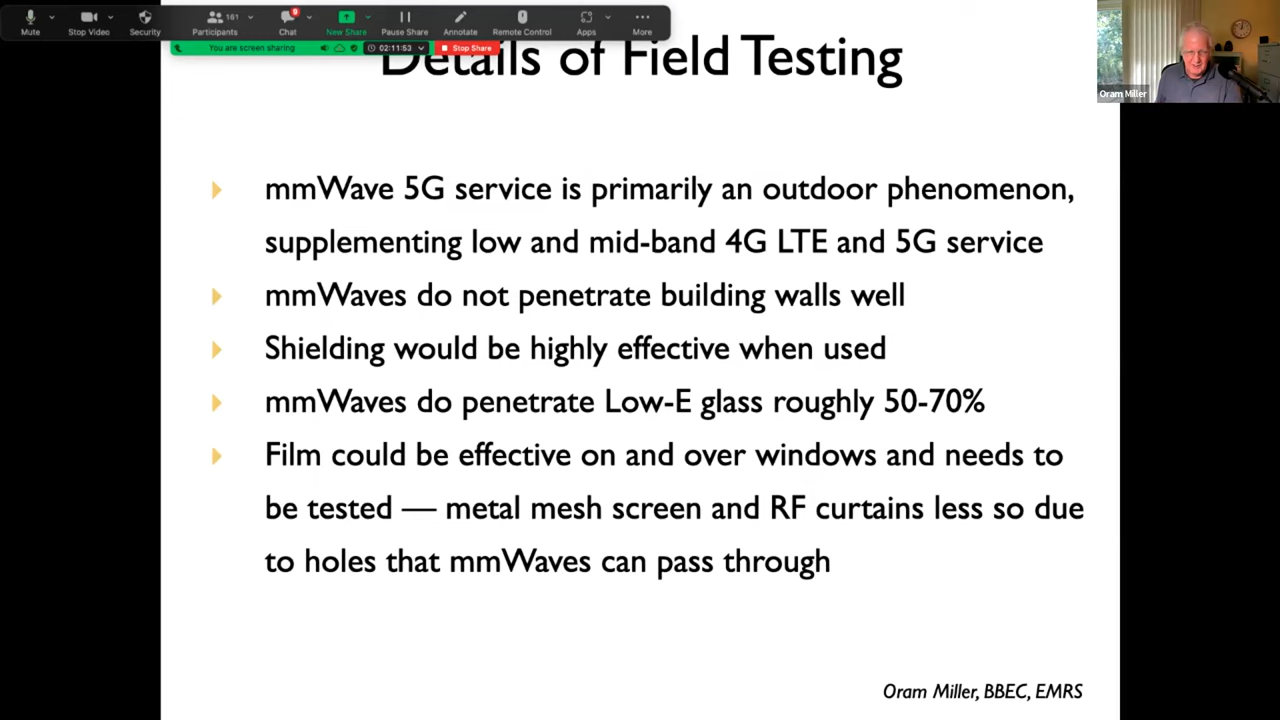 Mute
Stop Video
Security
161
Participants
9
Chat
New Share
Pause Share
Annotate
Remote Control
Apps
More
You are screen sharing
02:11:53
Stop Share
Oram Miller
Details of Field Testing
mmWave 5G service is primarily an outdoor phenomenon,
supplementing low and mid-band 4G LTE and 5G service
mmWaves do not penetrate building walls well
Shielding would be highly effective when used
mmWaves do penetrate Low-E glass roughly 50-70%
Film could be effective on and over windows and needs to
be tested — metal mesh screen and RF curtains less so due
to holes that mmWaves can pass through
Oram Miller, BBEC, EMRS